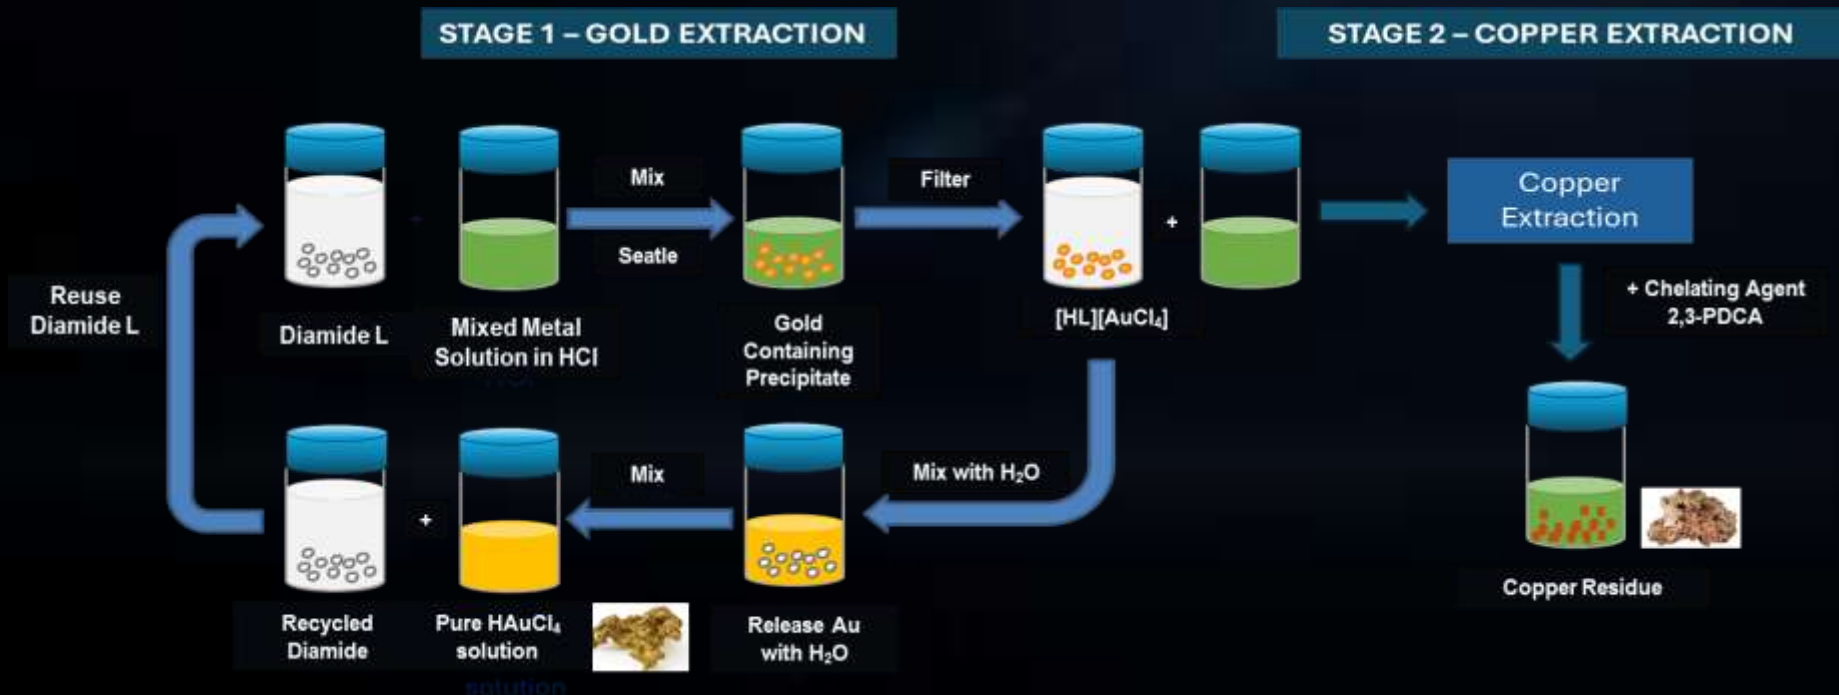 STAGE 1 – GOLD EXTRACTION
STAGE 2 – COPPER EXTRACTION
Mix
Seatle
Filter
+
Copper
Extraction
+ Chelating Agent
2,3-PDCA
Reuse
Diamide L
Diamide L
Mixed Metal
Solution in HCl
Gold
Containing
Precipitate
[HL][AuCl₄]
Mix
Mix with H₂O
+
Recycled
Diamide
Pure HAuCl₄
solution
Release Au
with H₂O
Copper Residue
solution